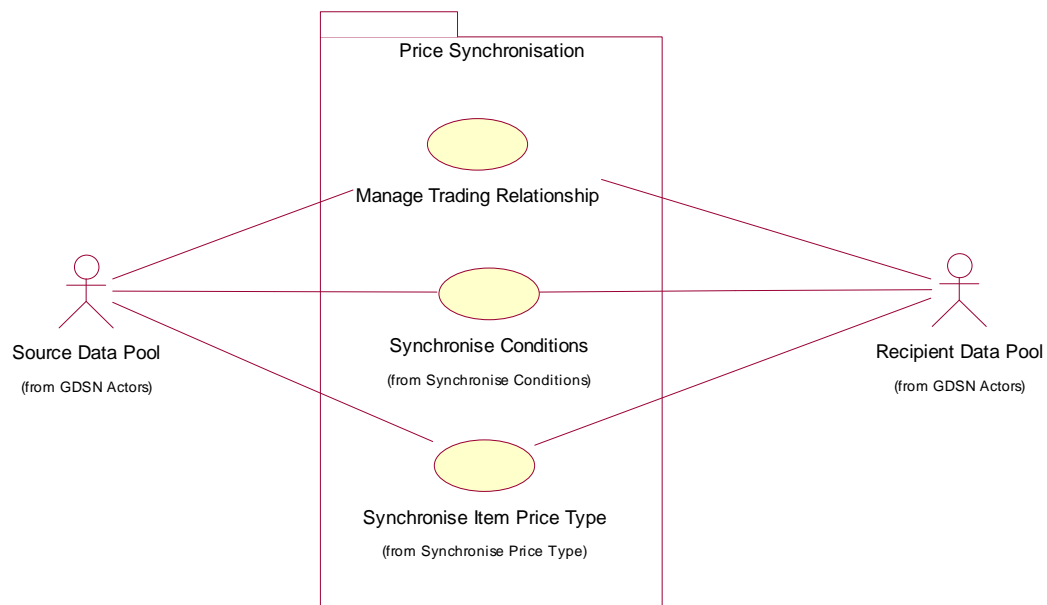 Price Synchronisation
Manage Trading Relationship
Source Data Pool
(from GDSN Actors)
Synchronise Conditions
(from Synchronise Conditions)
Recipient Data Pool
(from GDSN Actors)
Synchronise Item Price Type
(from Synchronise Price Type)